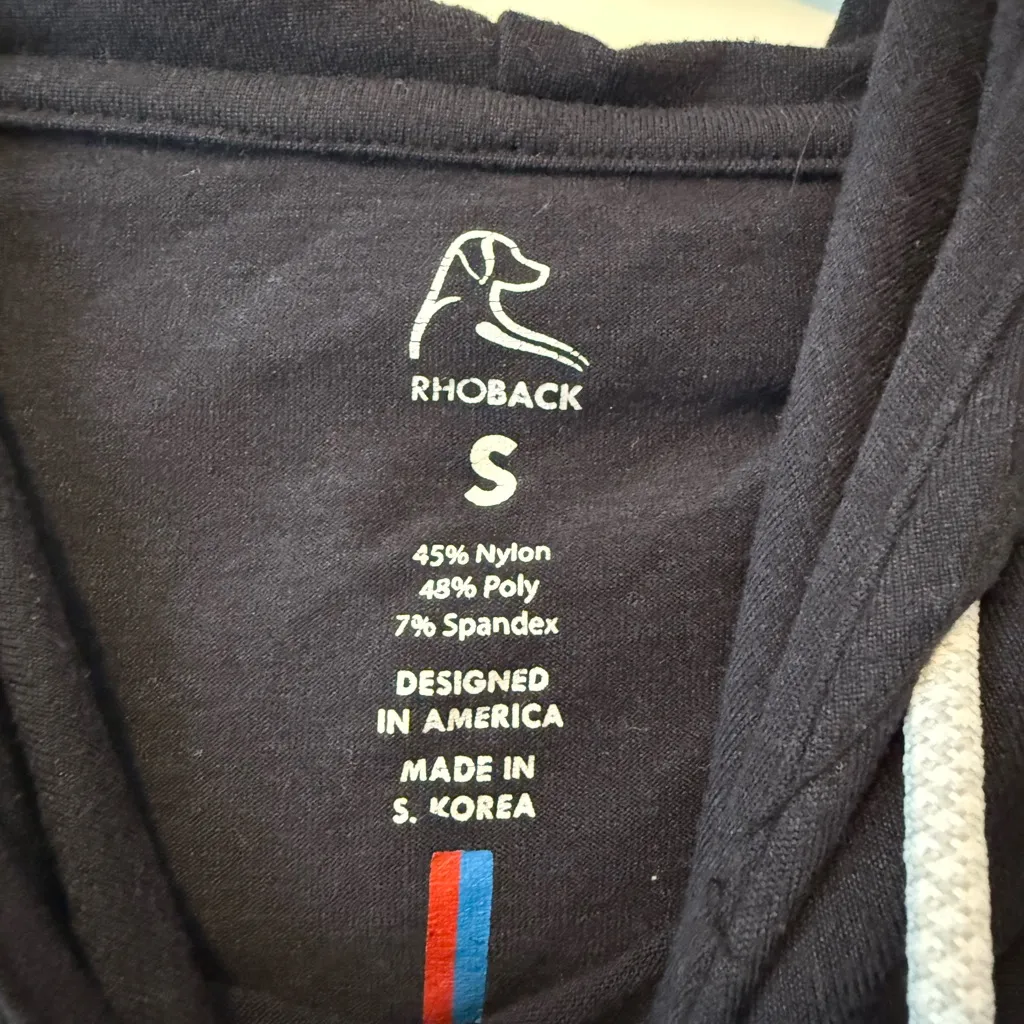 RHOBACK
S
45% Nylon
48% Poly
7% Spandex
DESIGNED
IN AMERICA
MADE IN
S. KOREA